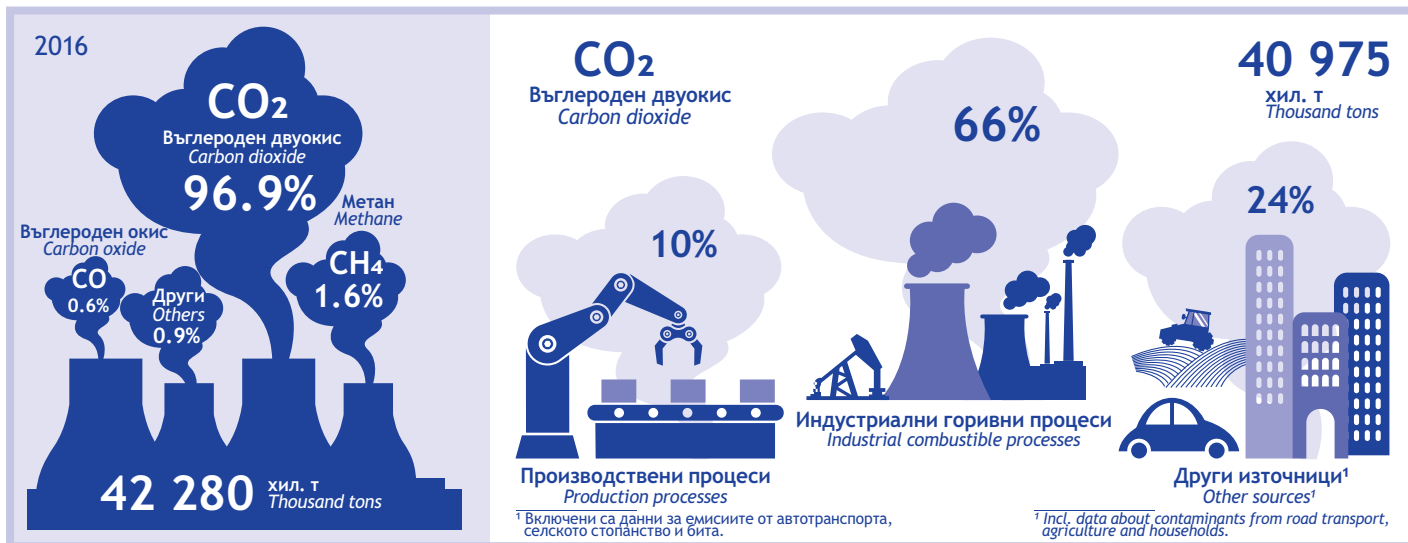 2016
CO₂
Въглероден двуокис
Carbon dioxide
96.9%
Въглероден окис
Carbon oxide
CO
0.6%
Други
Others
0.9%
Метан
Methane
CH₄
1.6%
42 280 хил. т
Thousand tons
CO₂
Въглероден двуокис
Carbon dioxide
40 975
хил. т
Thousand tons
10%
Производствени процеси
Production processes
66%
Индустриални горивни процеси
Industrial combustible processes
24%
Други източници¹
Other sources¹
¹ Включени са данни за емисиите от автотранспорта,
селското стопанство и бита.
¹ Incl. data about contaminants from road transport,
agriculture and households.